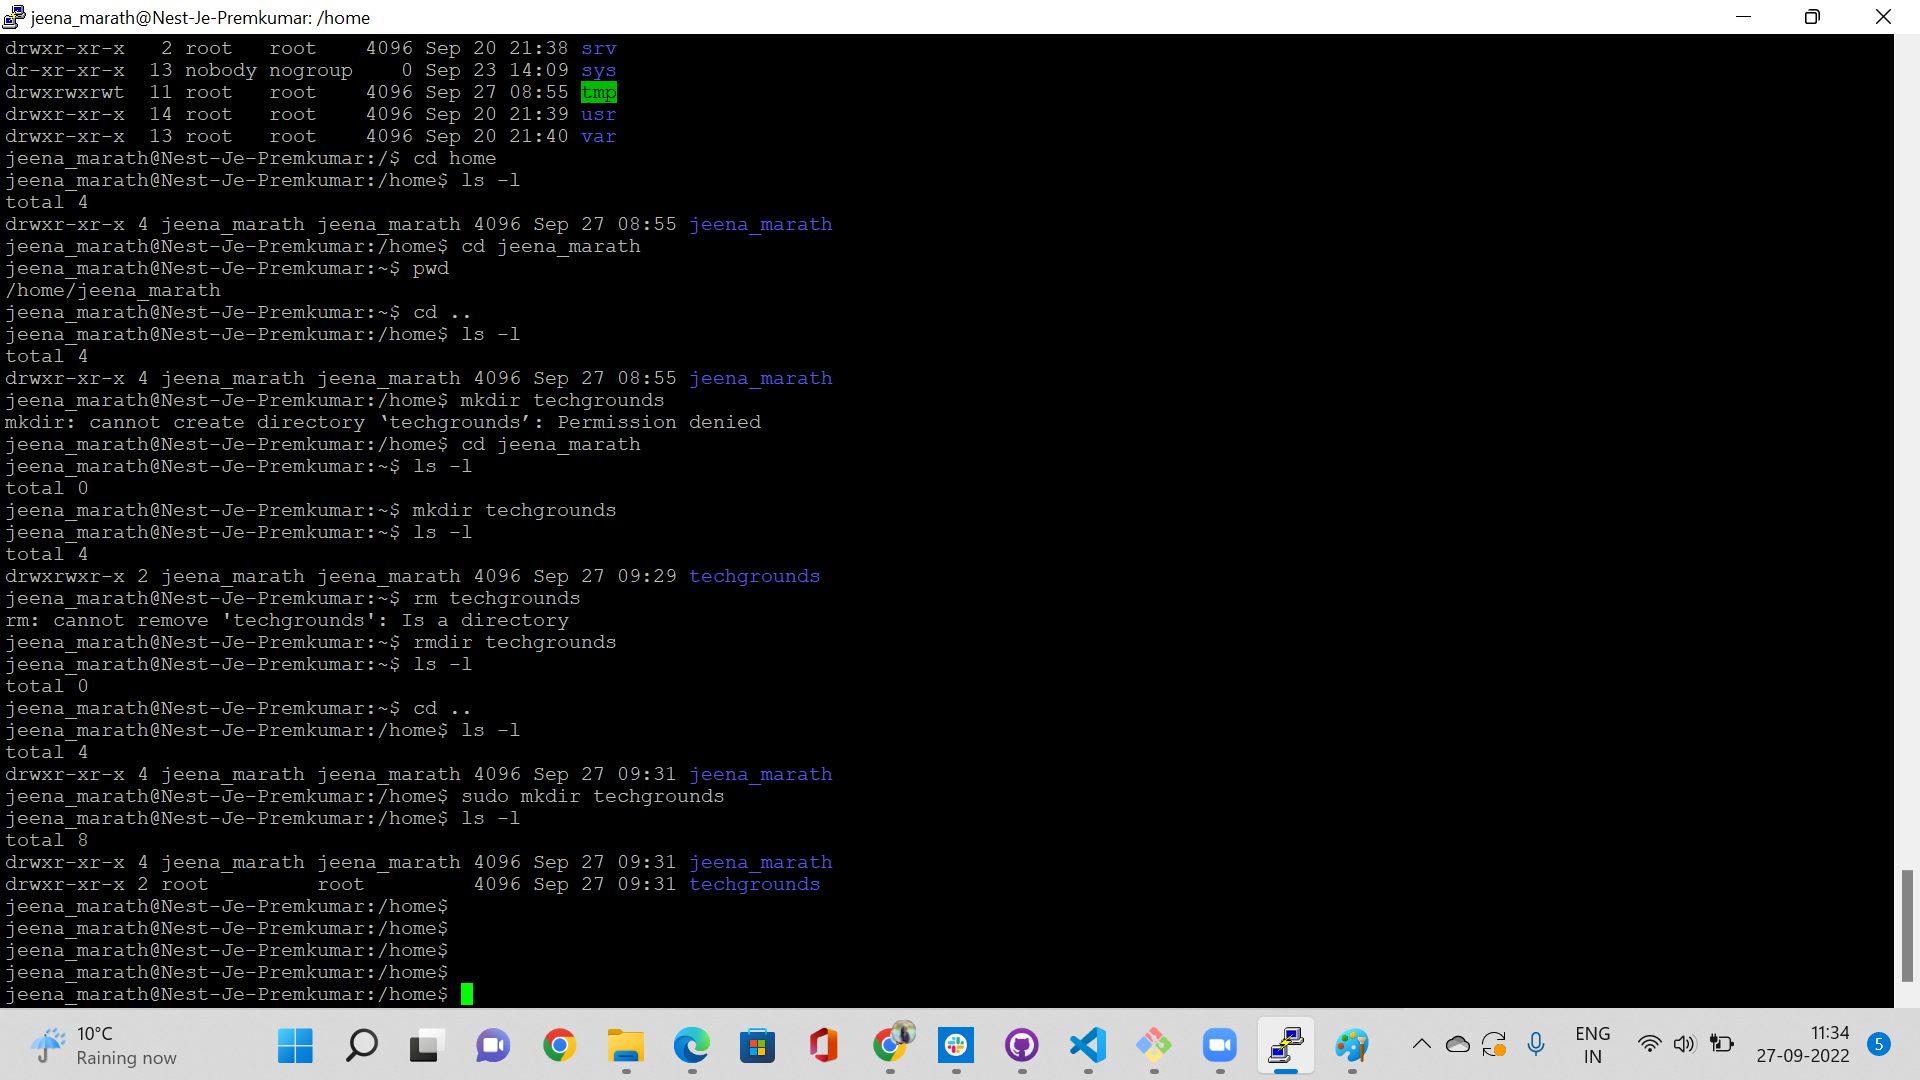 jeena_marath@Nest-Je-Premkumar: /home
drwxr-xr-x   2 root   root    4096 Sep 20 21:38 srv
dr-xr-xr-x  13 nobody nogroup    0 Sep 23 14:09 sys
drwxrwxrwt  11 root   root    4096 Sep 27 08:55 tmp
drwxr-xr-x  14 root   root    4096 Sep 20 21:39 usr
drwxr-xr-x  13 root   root    4096 Sep 20 21:40 var
jeena_marath@Nest-Je-Premkumar:/$ cd home
jeena_marath@Nest-Je-Premkumar:/home$ ls -l
total 4
drwxr-xr-x 4 jeena_marath jeena_marath 4096 Sep 27 08:55 jeena_marath
jeena_marath@Nest-Je-Premkumar:/home$ cd jeena_marath
jeena_marath@Nest-Je-Premkumar:~$ pwd
/home/jeena_marath
jeena_marath@Nest-Je-Premkumar:~$ cd ..
jeena_marath@Nest-Je-Premkumar:/home$ ls -l
total 4
drwxr-xr-x 4 jeena_marath jeena_marath 4096 Sep 27 08:55 jeena_marath
jeena_marath@Nest-Je-Premkumar:/home$ mkdir techgrounds
mkdir: cannot create directory ‘techgrounds’: Permission denied
jeena_marath@Nest-Je-Premkumar:/home$ cd jeena_marath
jeena_marath@Nest-Je-Premkumar:~$ ls -l
total 0
jeena_marath@Nest-Je-Premkumar:~$ mkdir techgrounds
jeena_marath@Nest-Je-Premkumar:~$ ls -l
total 4
drwxrwxr-x 2 jeena_marath jeena_marath 4096 Sep 27 09:29 techgrounds
jeena_marath@Nest-Je-Premkumar:~$ rm techgrounds
rm: cannot remove 'techgrounds': Is a directory
jeena_marath@Nest-Je-Premkumar:~$ rmdir techgrounds
jeena_marath@Nest-Je-Premkumar:~$ ls -l
total 0
jeena_marath@Nest-Je-Premkumar:~$ cd ..
jeena_marath@Nest-Je-Premkumar:/home$ ls -l
total 4
drwxr-xr-x 4 jeena_marath jeena_marath 4096 Sep 27 09:31 jeena_marath
jeena_marath@Nest-Je-Premkumar:/home$ sudo mkdir techgrounds
jeena_marath@Nest-Je-Premkumar:/home$ ls -l
total 8
drwxr-xr-x 4 jeena_marath jeena_marath 4096 Sep 27 09:31 jeena_marath
drwxr-xr-x 2 root         root         4096 Sep 27 09:31 techgrounds
jeena_marath@Nest-Je-Premkumar:/home$
jeena_marath@Nest-Je-Premkumar:/home$
jeena_marath@Nest-Je-Premkumar:/home$
jeena_marath@Nest-Je-Premkumar:/home$
jeena_marath@Nest-Je-Premkumar:/home$
10°C
Raining now
ENG
IN
11:34
27-09-2022
5